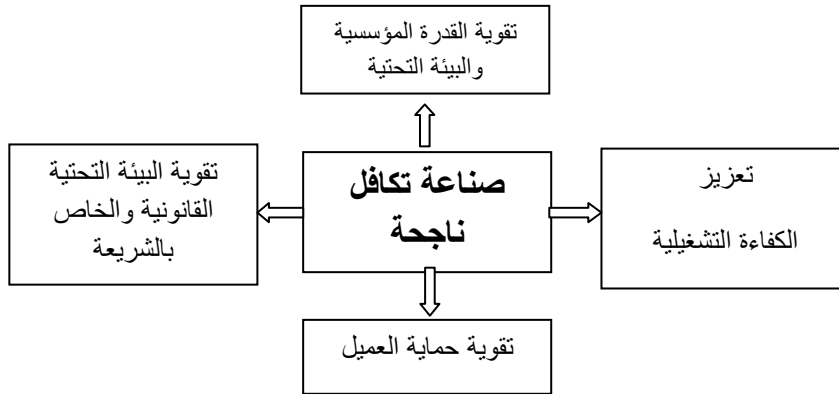 تقوية القدرة المؤسسية
والبيئة التحتية
تعزيز
الكفاءة التشغيلية
صناعة تكافل
ناجحة
تقوية البيئة التحتية
القانونية والخاص
بالشريعة
تقوية حماية العميل